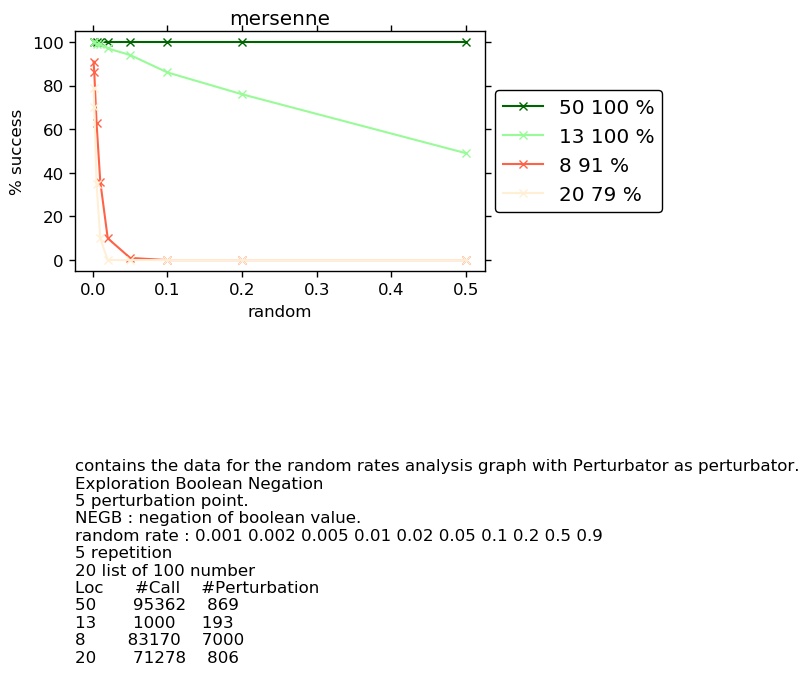 mersenne
100
80
60
40
20
0
% success
0.0 0.1 0.2 0.3 0.4 0.5
random
50 100 %
13 100 %
8 91 %
20 79 %
contains the data for the random rates analysis graph with Perturbator as perturbator.
Exploration Boolean Negation
5 perturbation point.
NEGB : negation of boolean value.
random rate : 0.001 0.002 0.005 0.01 0.02 0.05 0.1 0.2 0.5 0.9
5 repetition
20 list of 100 number
Loc #Call #Perturbation
50 95362 869
13 1000 193
8 83170 7000
20 71278 806